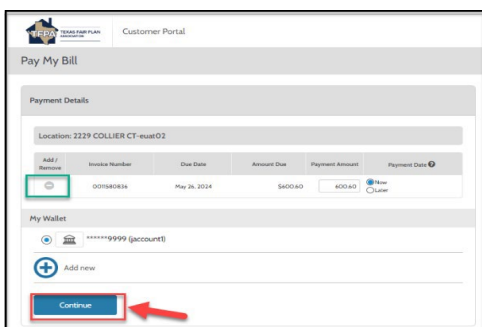 TFPA TEXAS FAIR PLAN ASSOCIATION Customer Portal
Pay My Bill
Payment Details
Location: 2229 COLLIER CT-euat02
Add / Remove Invoice Number Due Date Amount Due Payment Amount Payment Date ?
0011580836 May 26, 2024 $600.60 600.60 Now
Later
My Wallet
******9999 (jaccount1)
Add new
Continue